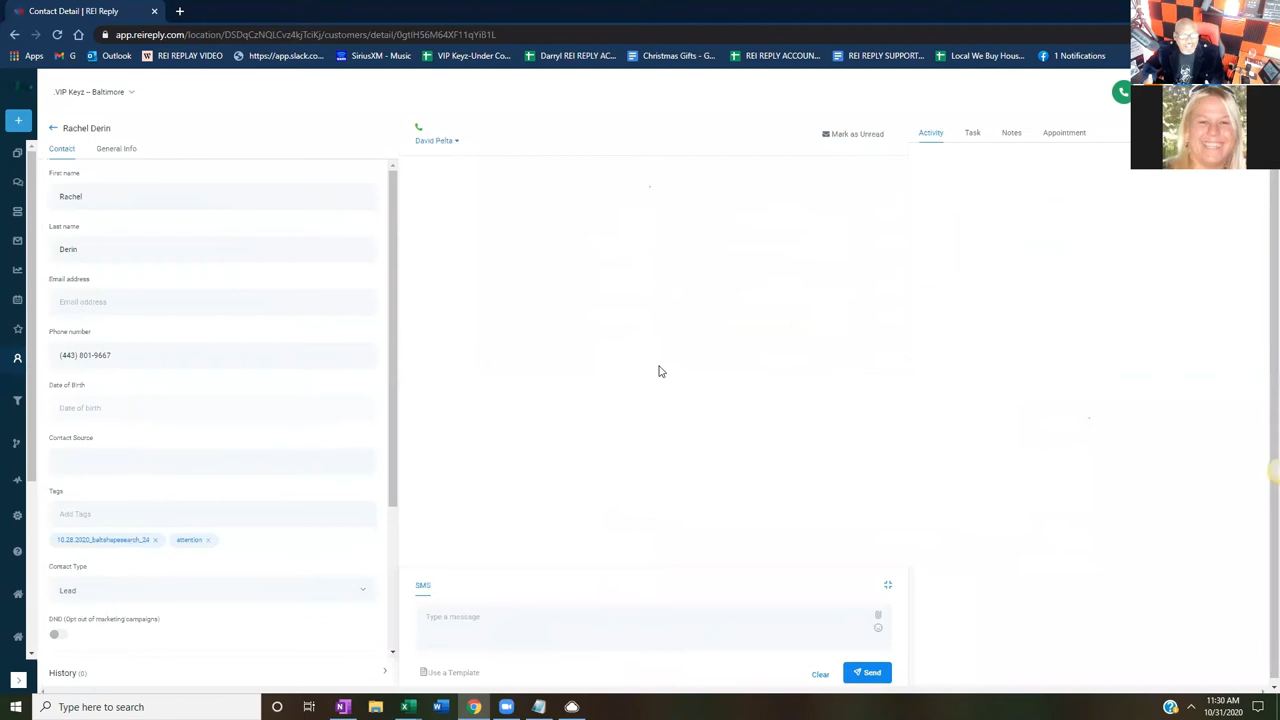 Contact Detail | REI Reply
app.reireply.com/location/DSDqCzNQLCvz4kjTciKj/customers/detail/0gtIH56M64XF11qYiB1L
Apps G Outlook REI REPLY https://app.slack.co... SiriusXM - Music VIP Keyz-Under Co... Darryl REI REPLY AC... Christmas Gifts - G... REI REPLY ACCOUN... REI REPLY SUPPORT... Local We Buy Hous... 1 Notifications
.VIP Keyz -- Baltimore
Rachel Derin
Contact General Info
First name
Rachel
Last name
Derin
Email address
Email address
Phone number
(443) 801-9667
Date of Birth
Date of birth
Contact Source
Tags
Add Tags
10.28.2020_baltshapesearch_24 x attention x
Contact Type
Lead
DND (Opt out of marketing campaigns)
History (0)
David Pelta
Mark as Unread
SMS
Type a message
Use a Template
Clear
Send
Activity Task Notes Appointment
Type here to search
11:30 AM
10/31/2020